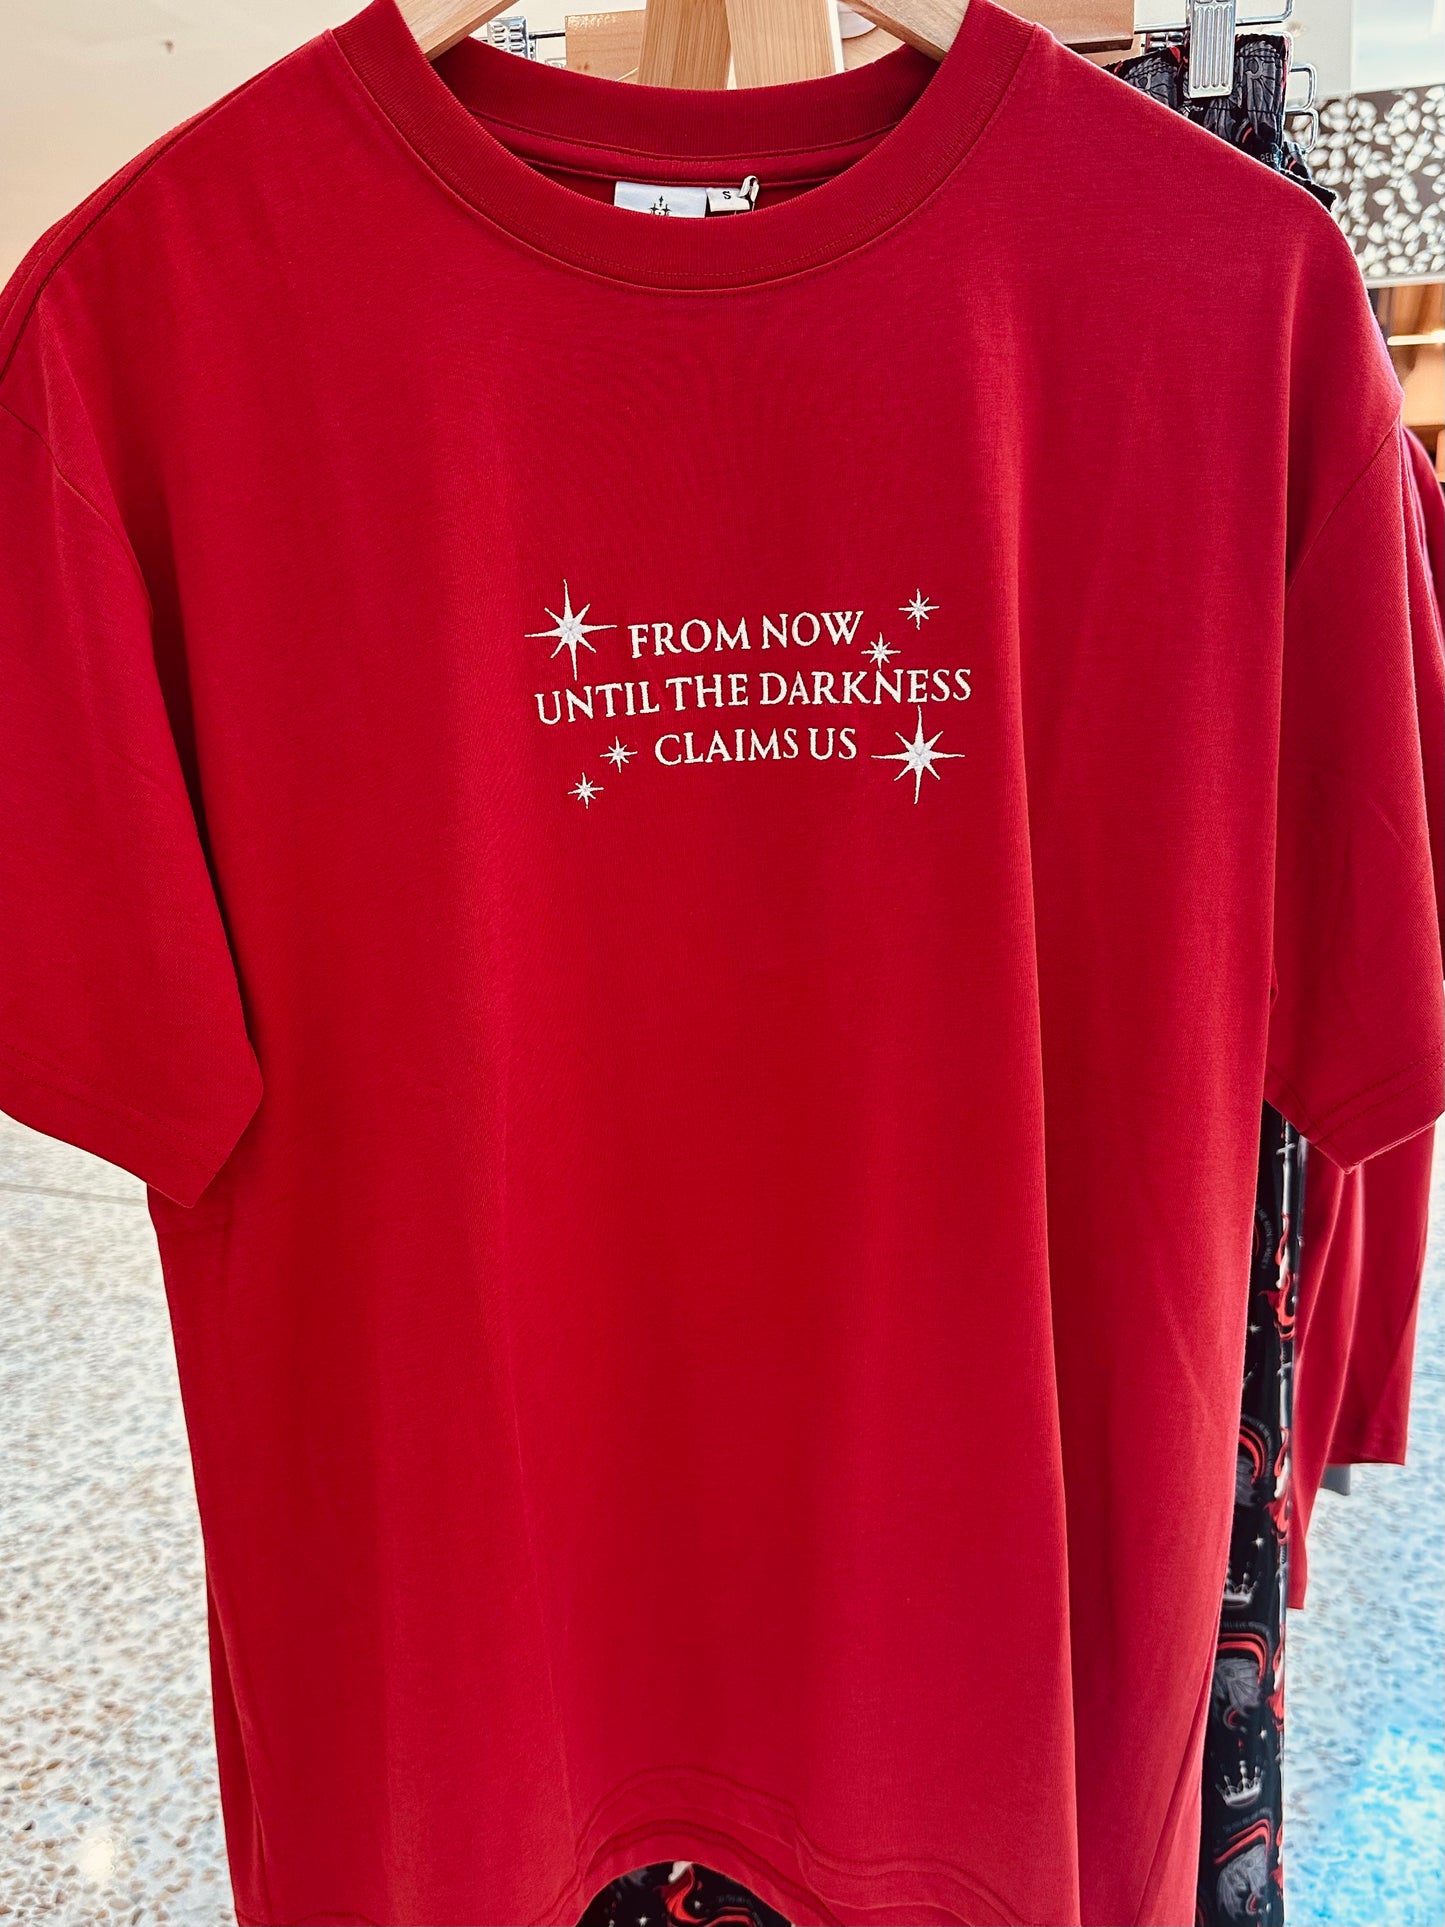 S
FROM NOW
UNTIL THE DARKNESS
CLAIMS US